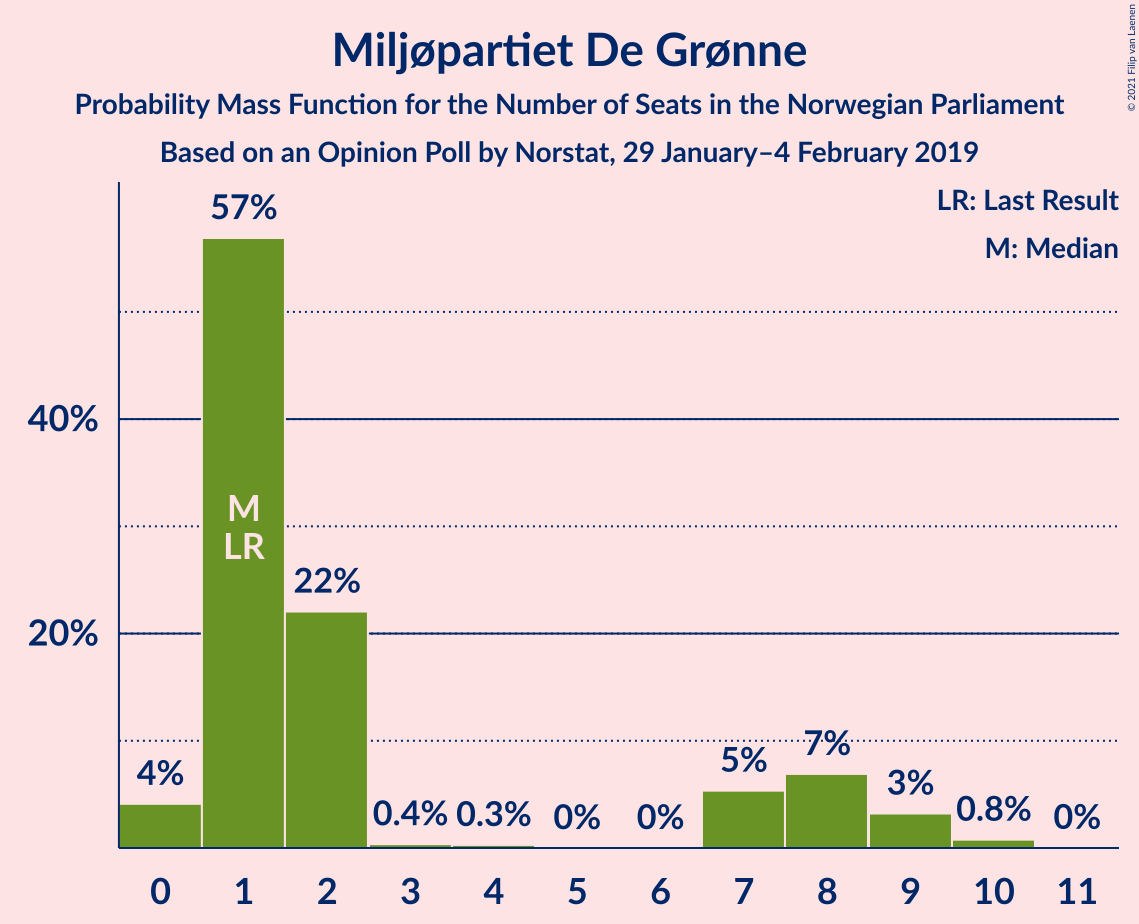 Miljøpartiet De Grønne
Probability Mass Function for the Number of Seats in the Norwegian Parliament
Based on an Opinion Poll by Norstat, 29 January–4 February 2019
© 2021 Filip van Laenen
LR: Last Result
M: Median
57%
40%
M
LR
22%
20%
4%
0.4%
0.3%
0%
0%
5%
7%
3%
0.8%
0%
0 1 2 3 4 5 6 7 8 9 10 11